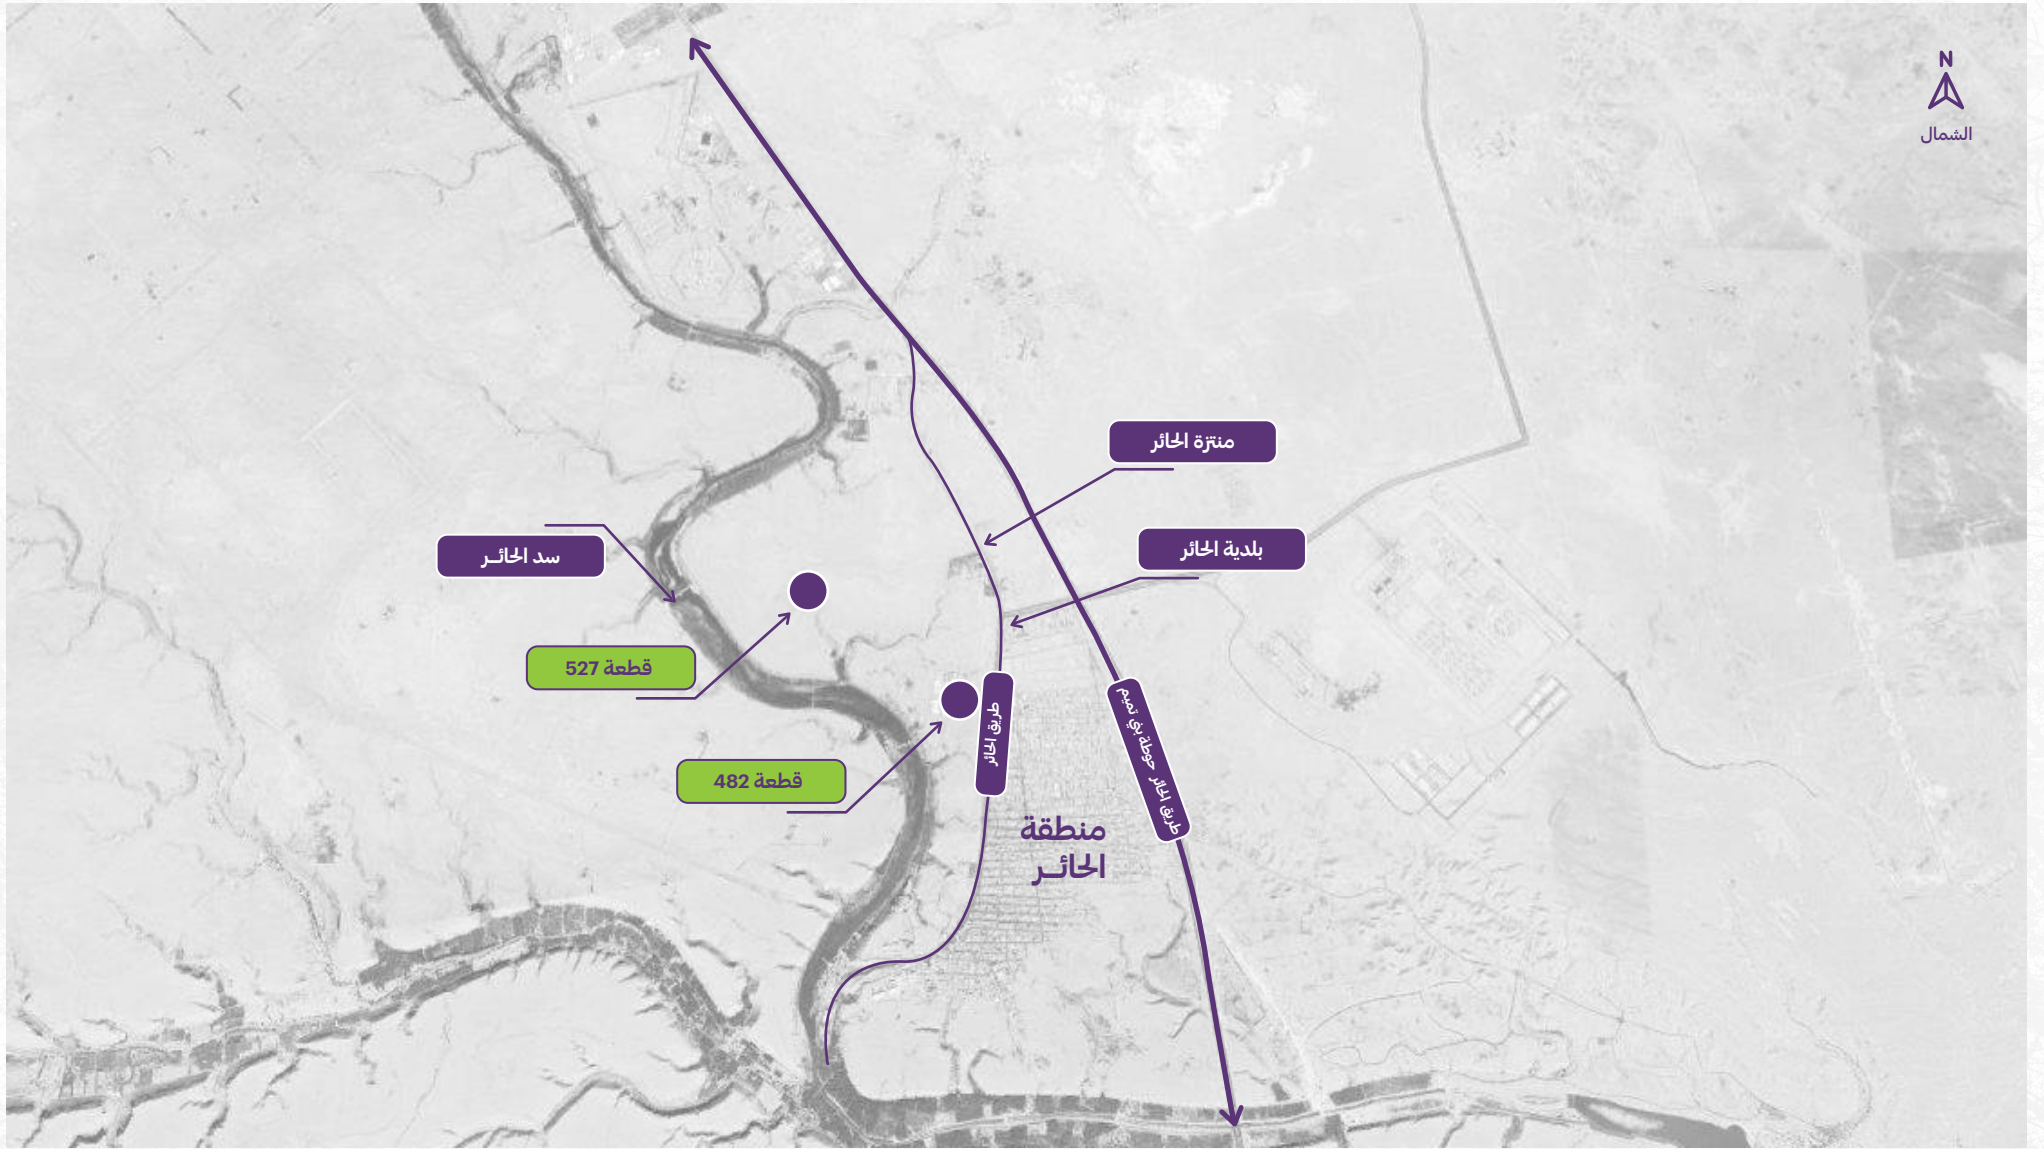 N
الشمال
منتزة الحائر
بلدية الحائر
سد الحائـر
قطعة 527
قطعة 482
طريق الحائر
طريق الحائر حوطة بني تميم
منطقة
الحائـر